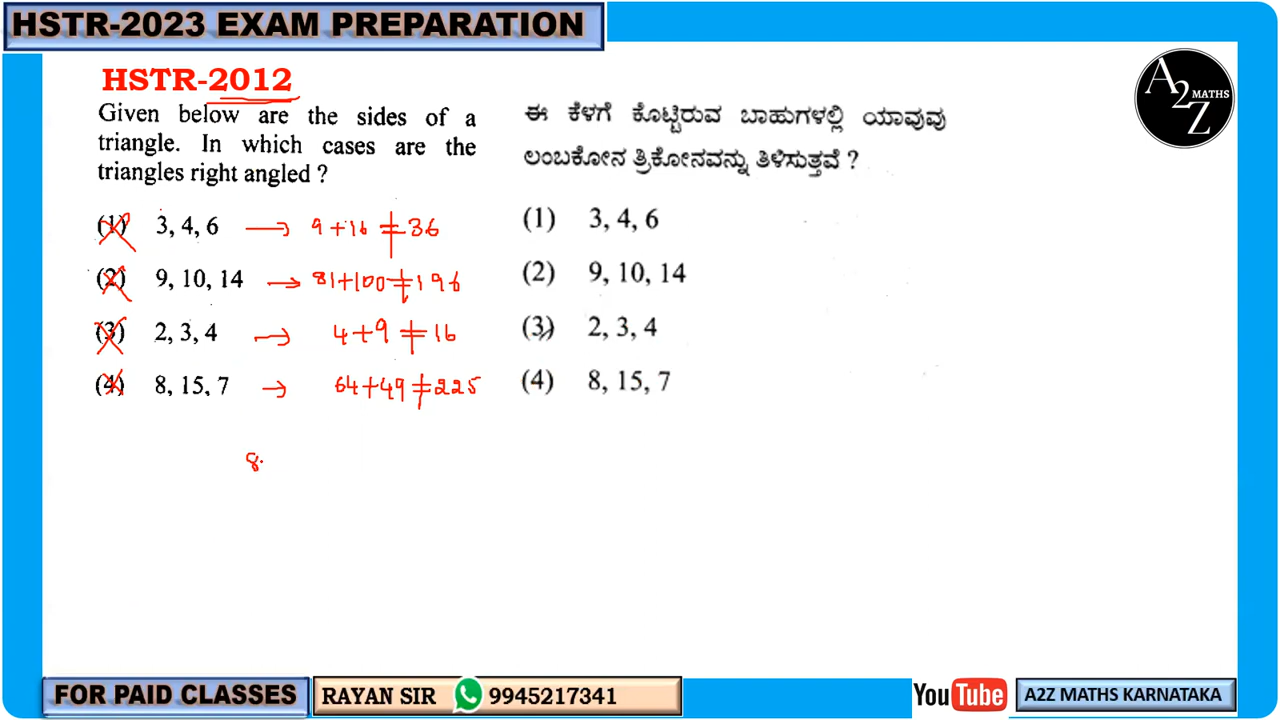 HSTR-2023 EXAM PREPARATION
A2Z MATHS
HSTR-2012
Given below are the sides of a
triangle. In which cases are the
triangles right angled ?
(1) 3, 4, 6 → 9 + 16 ≠ 36
(2) 9, 10, 14 → 81 + 100 ≠ 196
(3) 2, 3, 4 → 4 + 9 ≠ 16
(4) 8, 15, 7 → 64 + 49 ≠ 225
8.
ಈ ಕೆಳಗೆ ಕೊಟ್ಟಿರುವ ಬಾಹುಗಳಲ್ಲಿ ಯಾವುವು
ಲಂಬಕೋನ ತ್ರಿಕೋನವನ್ನು ತಿಳಿಸುತ್ತವೆ ?
(1) 3, 4, 6
(2) 9, 10, 14
(3) 2, 3, 4
(4) 8, 15, 7
FOR PAID CLASSES
RAYAN SIR 9945217341
YouTube
A2Z MATHS KARNATAKA